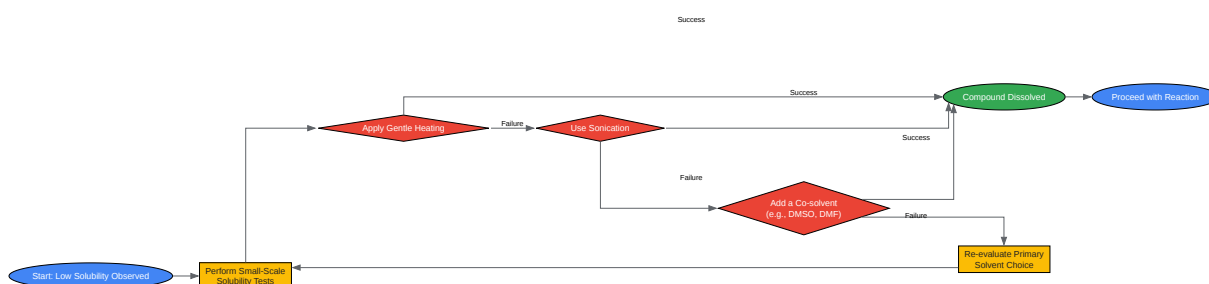 Success
Success
Compound Dissolved
Proceed with Reaction
Apply Gentle Heating
Failure
Use Sonication
Success
Failure
Add a Co-solvent
(e.g., DMSO, DMF)
Failure
Re-evaluate Primary
Solvent Choice
Start: Low Solubility Observed
Perform Small-Scale
Solubility Tests